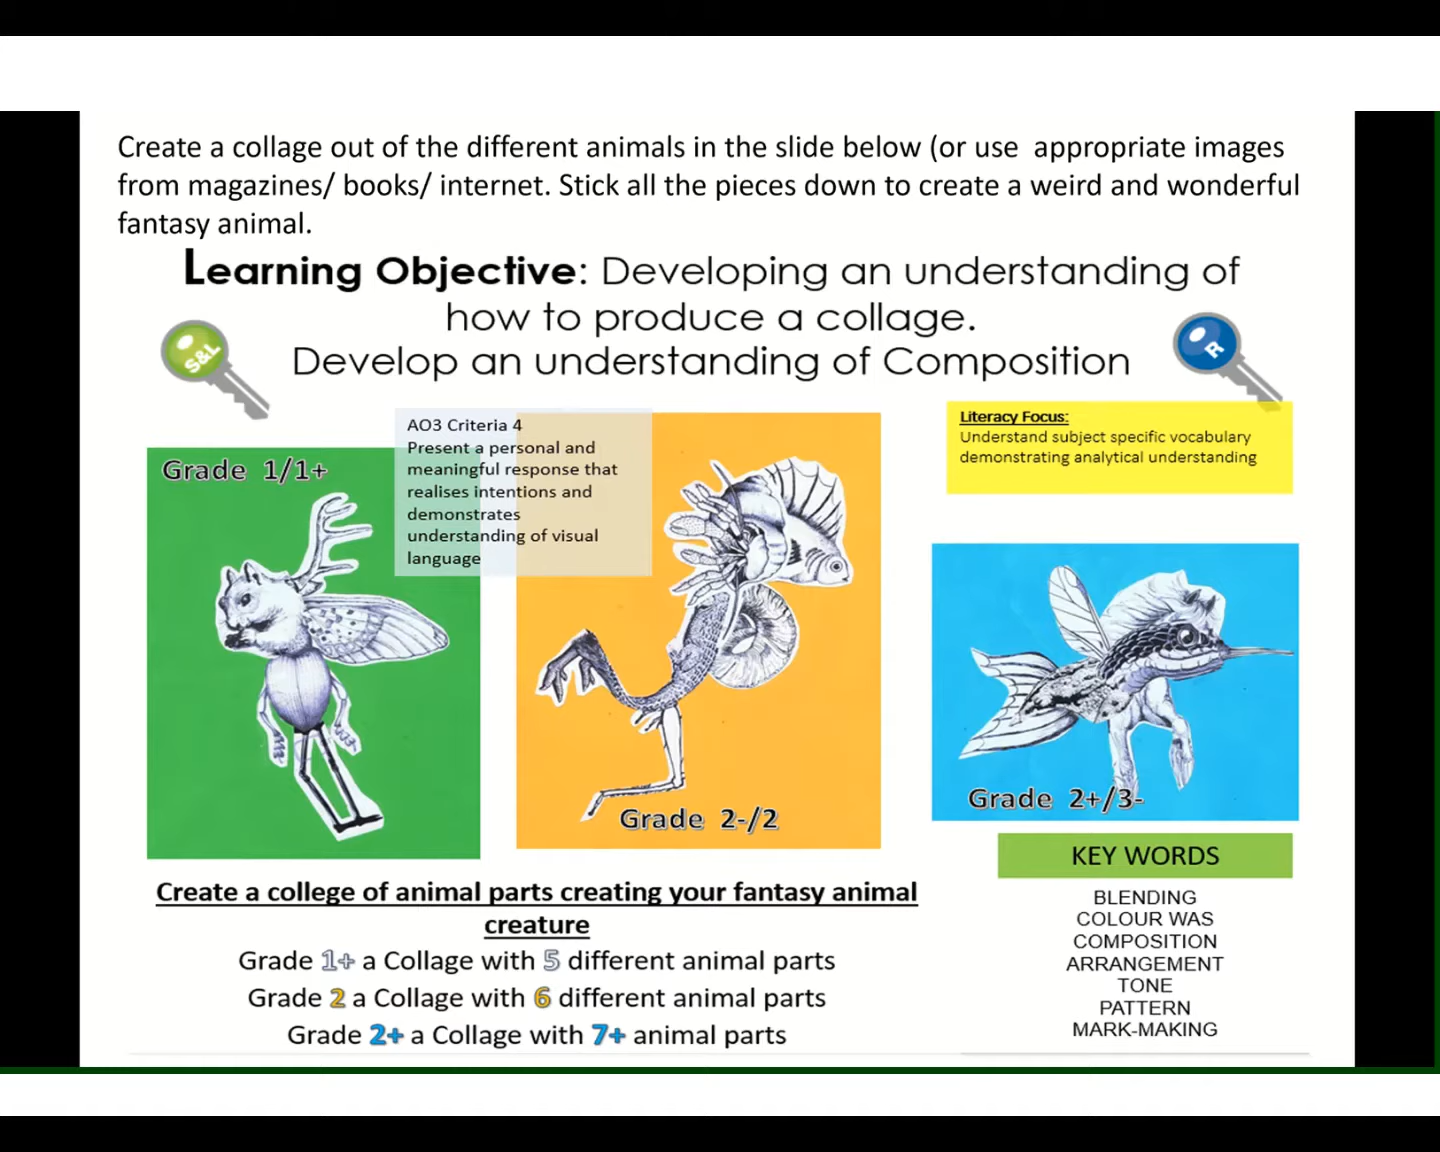 Create a collage out of the different animals in the slide below (or use  appropriate images
from magazines/ books/ internet. Stick all the pieces down to create a weird and wonderful
fantasy animal.
Learning Objective: Developing an understanding of
how to produce a collage.
Develop an understanding of Composition
S&L
R
AO3 Criteria 4
Present a personal and
meaningful response that
realises intentions and
demonstrates
understanding of visual
language
Literacy Focus:
Understand subject specific vocabulary
demonstrating analytical understanding
Grade 1/1+
Grade 2-/2
Grade 2+/3-
Create a college of animal parts creating your fantasy animal
creature
Grade 1+ a Collage with 5 different animal parts
Grade 2 a Collage with 6 different animal parts
Grade 2+ a Collage with 7+ animal parts
KEY WORDS
BLENDING
COLOUR WAS
COMPOSITION
ARRANGEMENT
TONE
PATTERN
MARK-MAKING